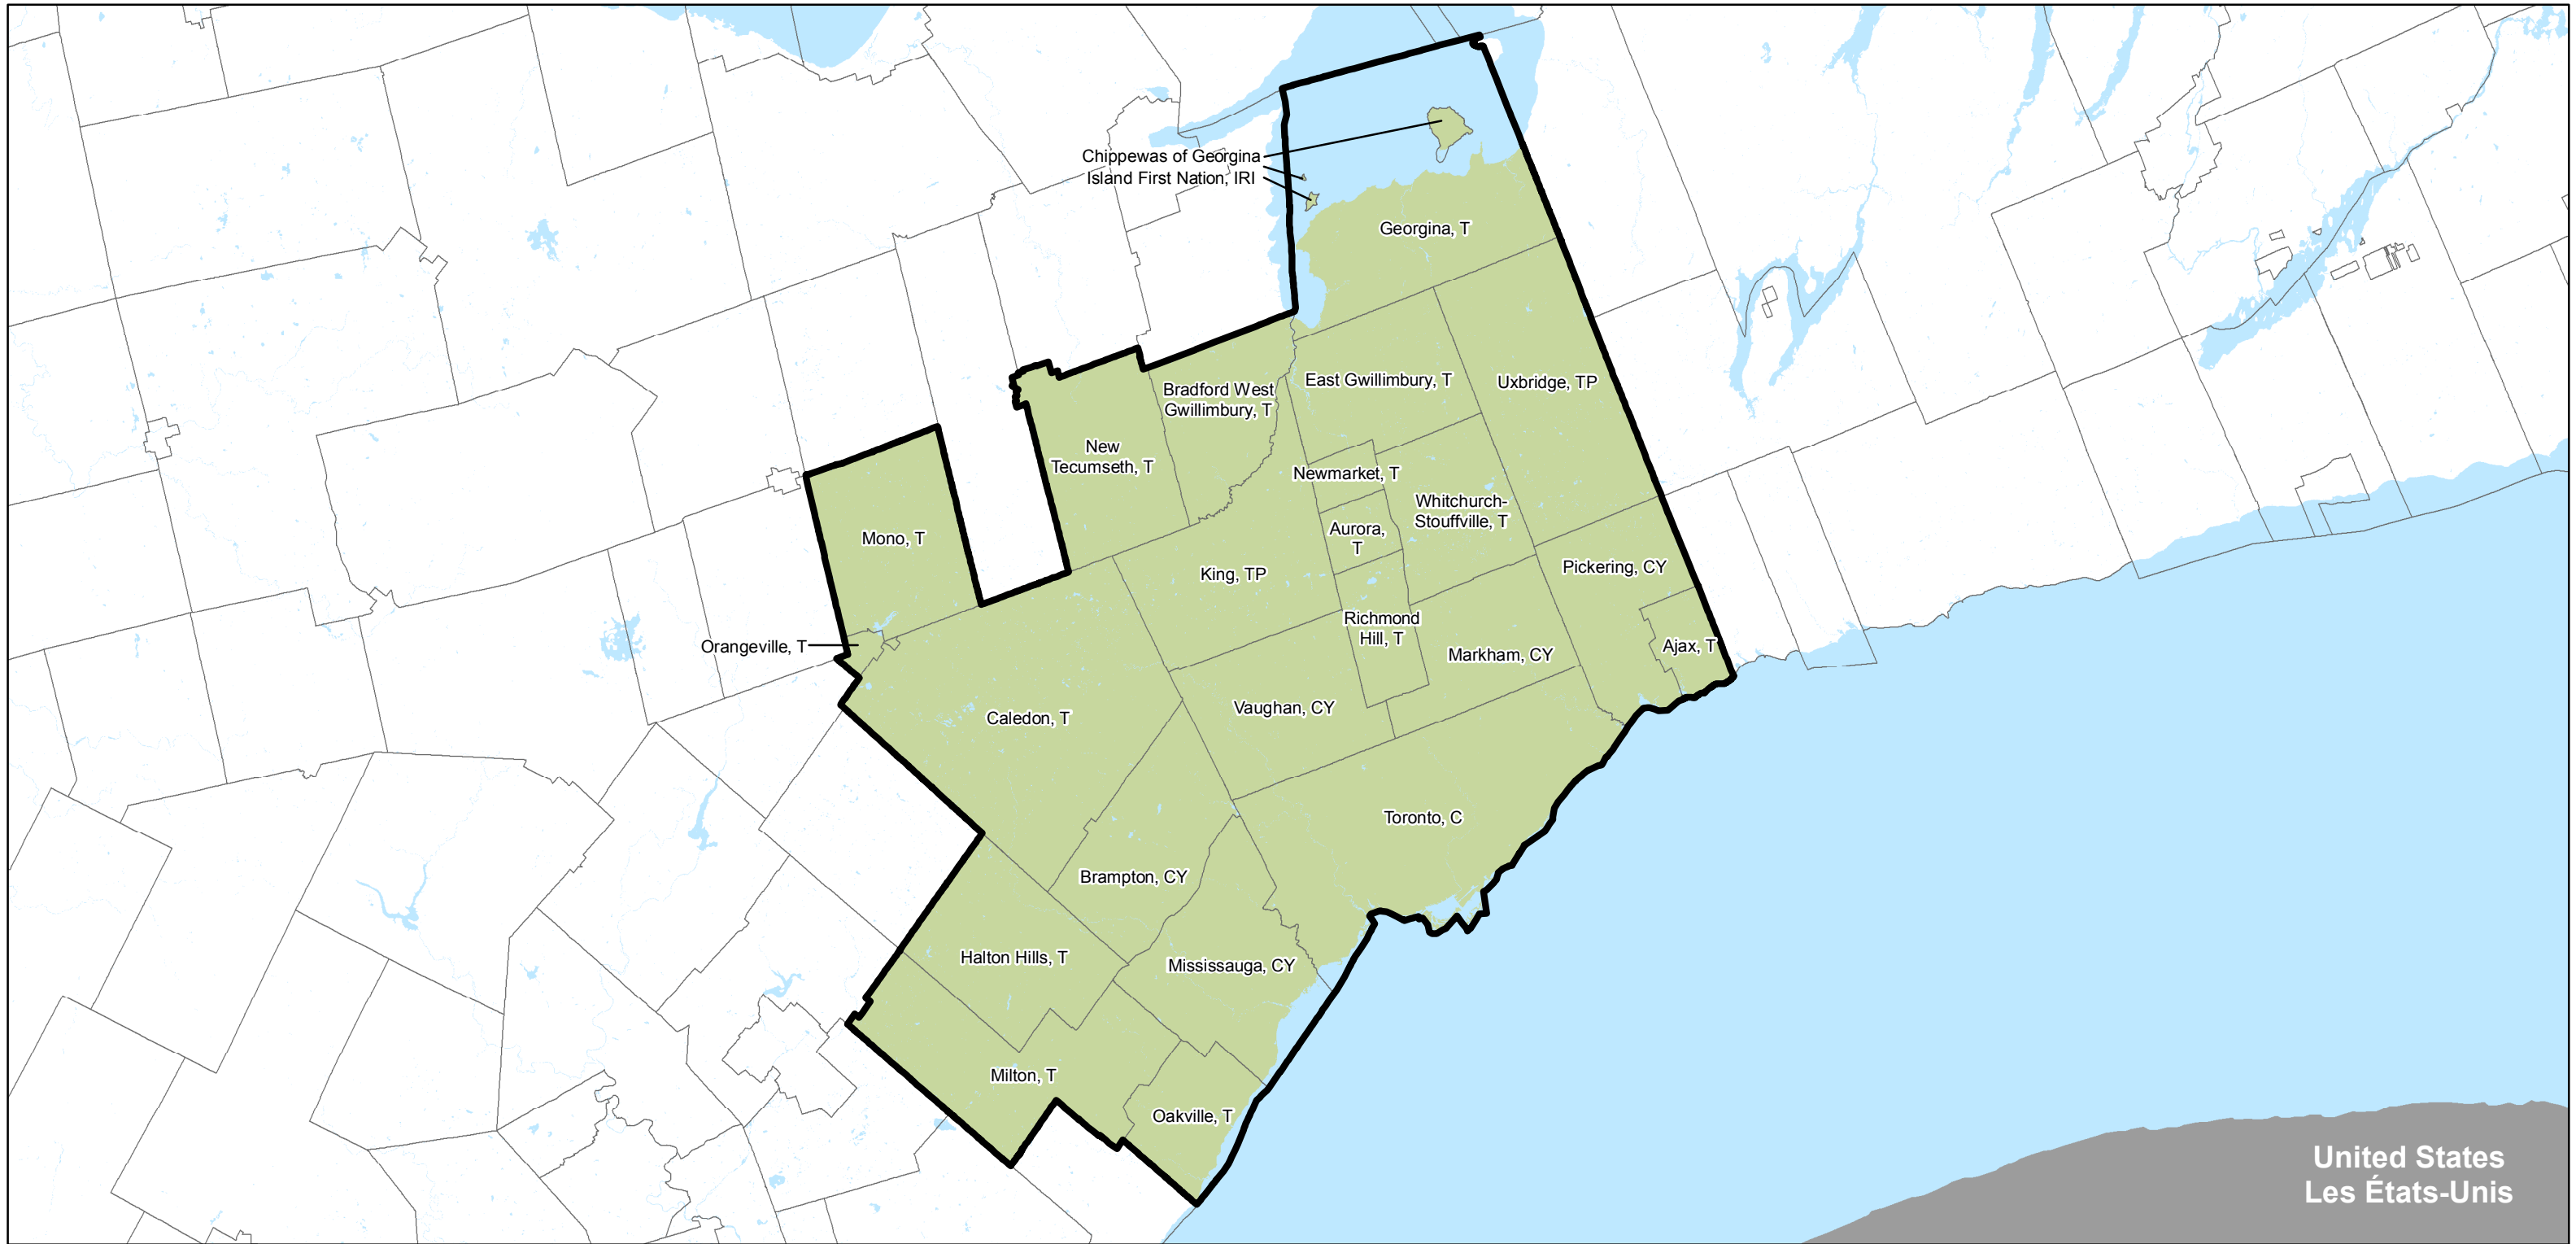 Chippewas of Georgina
Island First Nation, IRI
Georgina, T
East Gwillimbury, T
Uxbridge, TP
Bradford West
Gwillimbury, T
New
Tecumseth, T
Newmarket, T
Whitchurch-
Stouffville, T
Aurora,
T
Mono, T
King, TP
Pickering, CY
Richmond
Hill, T
Orangeville, T
Markham, CY
Ajax, T
Caledon, T
Vaughan, CY
Toronto, C
Brampton, CY
Halton Hills, T
Mississauga, CY
Milton, T
Oakville, T
United States
Les États-Unis